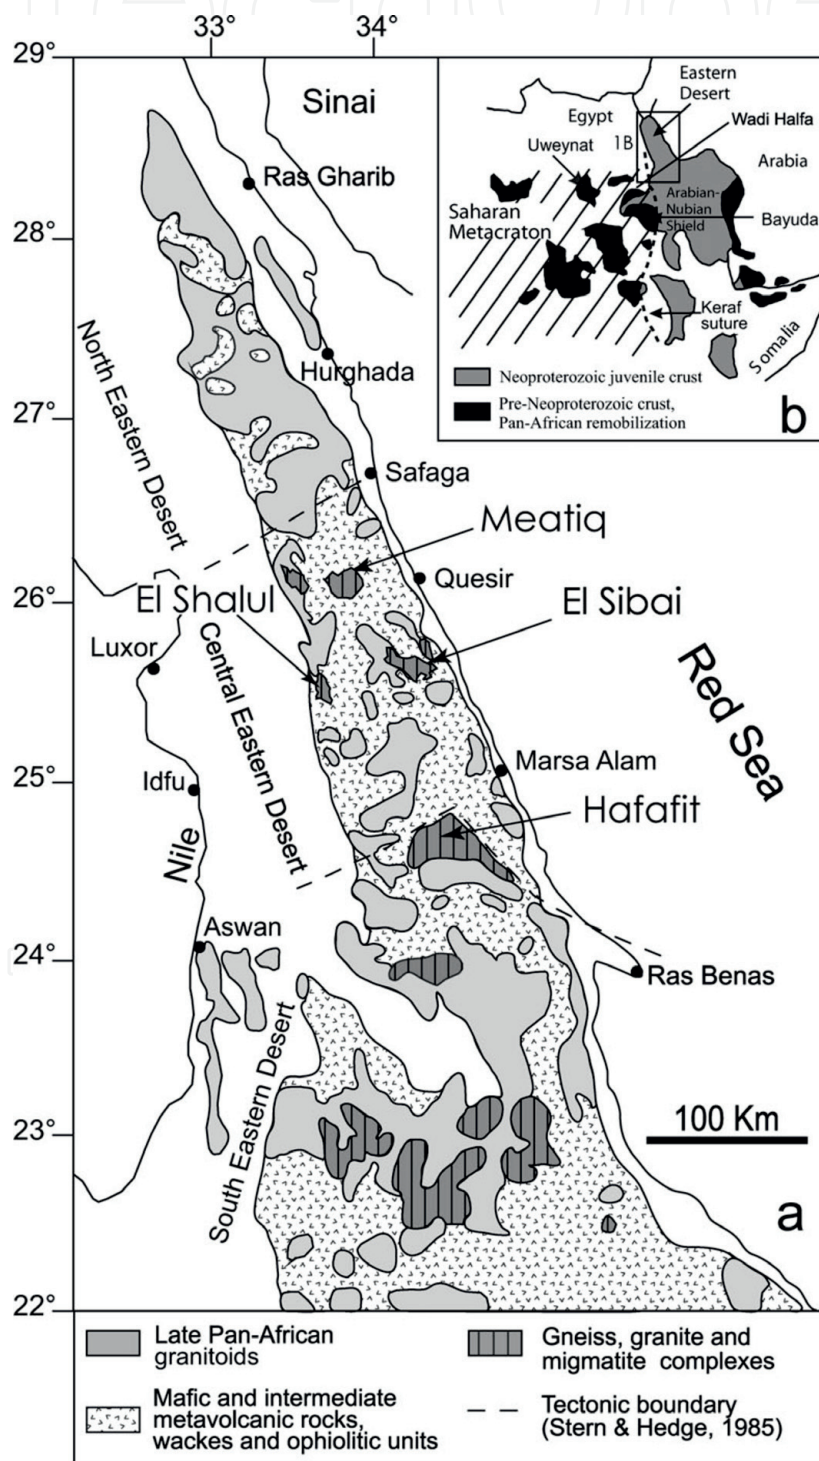 33°
34°
29°
28°
27°
26°
25°
24°
23°
22°
Sinai
Ras Gharib
Hurghada
North Eastern Desert
Safaga
Meatiq
Quesir
El Shalul
El Sibai
Luxor
Central Eastern Desert
Red Sea
Marsa Alam
Idfu
Hafafit
Nile
Aswan
Ras Benas
South Eastern Desert
100 Km
a
Eastern
Desert
Egypt
Wadi Halfa
1B
Uweynat
Arabia
Arabian-
Nubian
Shield
Saharan
Metacraton
Bayuda
Keraf
suture
Somalia
Neoproterozoic juvenile crust
Pre-Neoproterozoic crust,
Pan-African remobilization
b
Late Pan-African
granitoids
Mafic and intermediate
metavolcanic rocks,
wackes and ophiolitic units
Gneiss, granite and
migmatite complexes
Tectonic boundary
(Stern & Hedge, 1985)